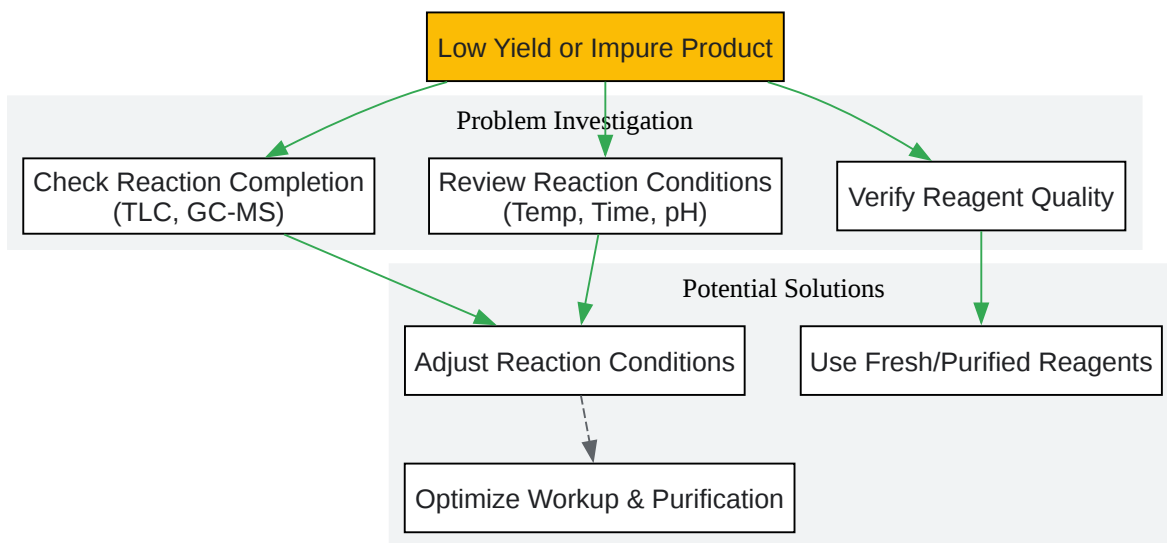 Low Yield or Impure Product
Problem Investigation
Check Reaction Completion
(TLC, GC-MS)
Review Reaction Conditions
(Temp, Time, pH)
Verify Reagent Quality
Potential Solutions
Adjust Reaction Conditions
Use Fresh/Purified Reagents
Optimize Workup & Purification